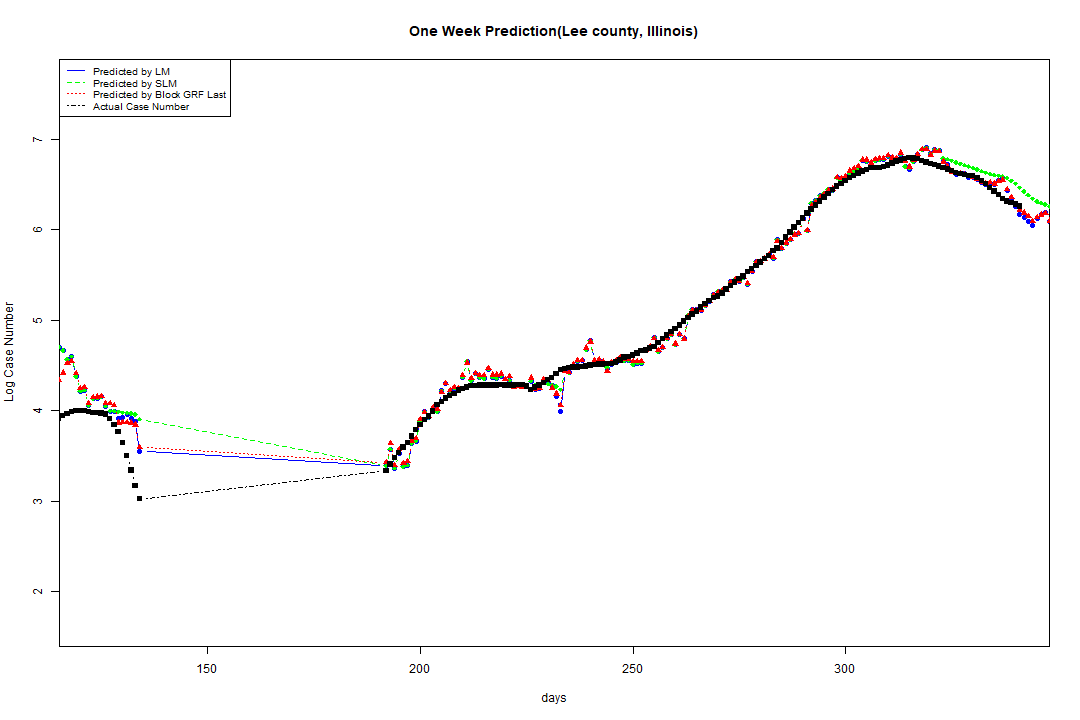 One Week Prediction(Lee county, Illinois)
Predicted by LM
Predicted by SLM
Predicted by Block GRF Last
Actual Case Number
Log Case Number
7
6
5
4
3
2
150 200 250 300
days